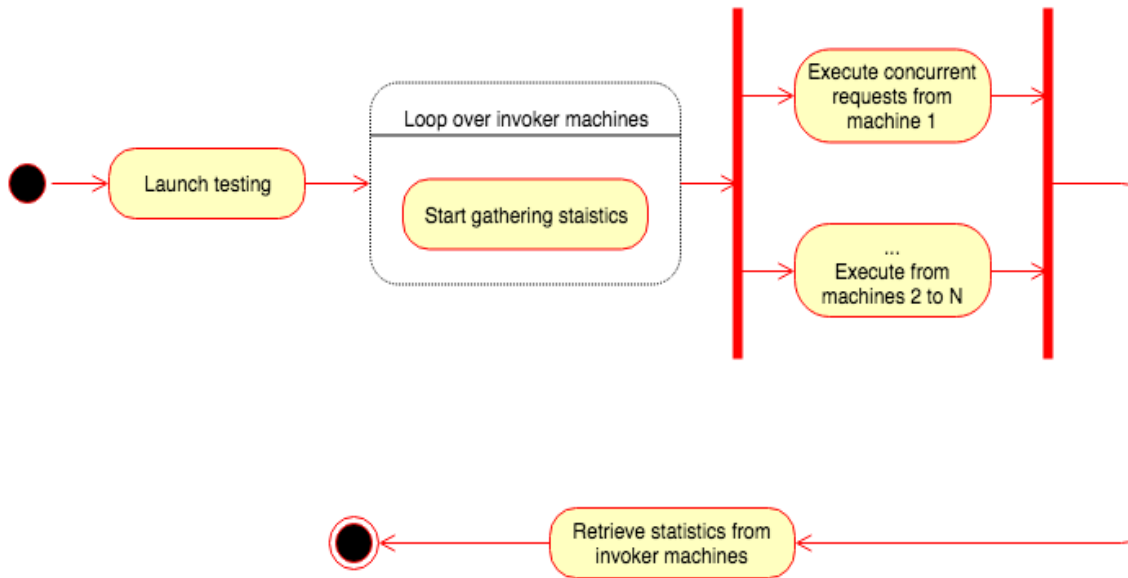 Launch testing
Loop over invoker machines
Start gathering staistics
Execute concurrent
requests from
machine 1
...
Execute from
machines 2 to N
Retrieve statistics from
invoker machines